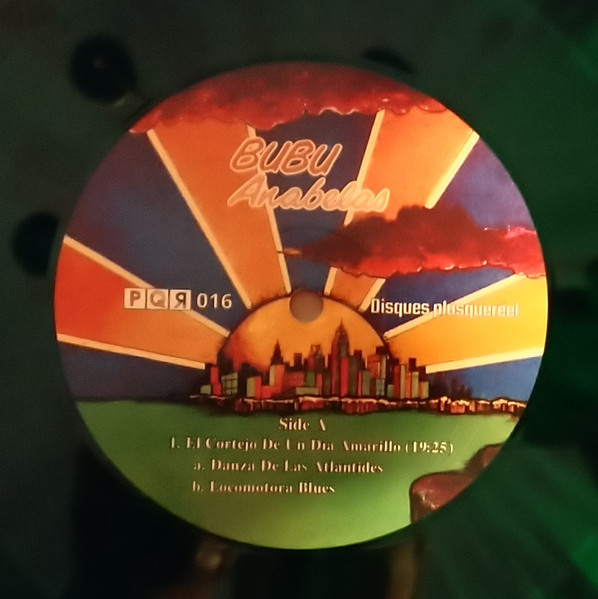 BUBU
Anabelas
PQR 016
Disques plusquereel
Side A
1. El Cortejo De Un Dia Amarillo (19:25)
a. Danza De Las Atlantides
b. Locomotora Blues